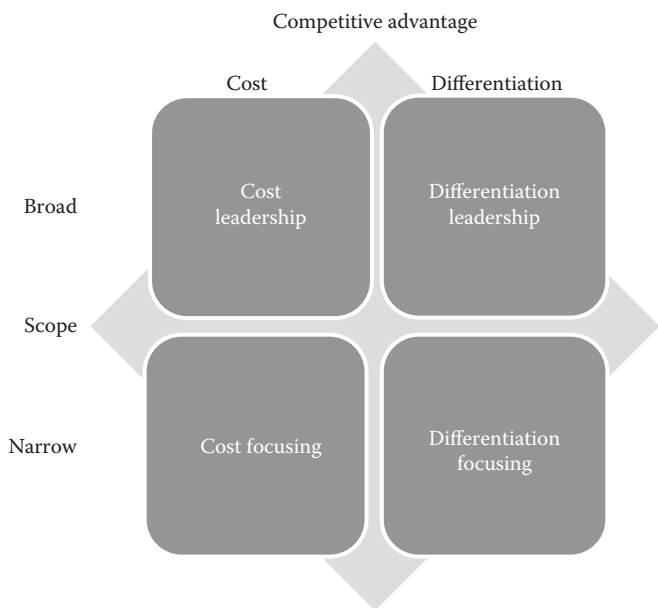 Competitive advantage
Cost
Differentiation
Broad
Cost
leadership
Differentiation
leadership
Scope
Narrow
Cost focusing
Differentiation
focusing